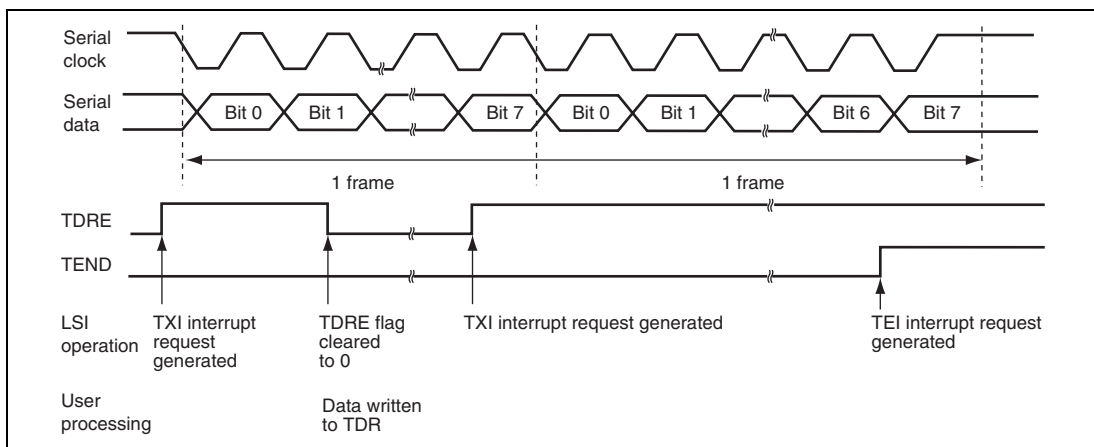 Serial
clock
Serial
data
Bit 0
Bit 1
Bit 7
Bit 0
Bit 1
Bit 6
Bit 7
1 frame
1 frame
TDRE
TEND
LSI
operation
TXI interrupt
request
generated
TDRE flag
cleared
to 0
TXI interrupt request generated
TEI interrupt request
generated
User
processing
Data written
to TDR